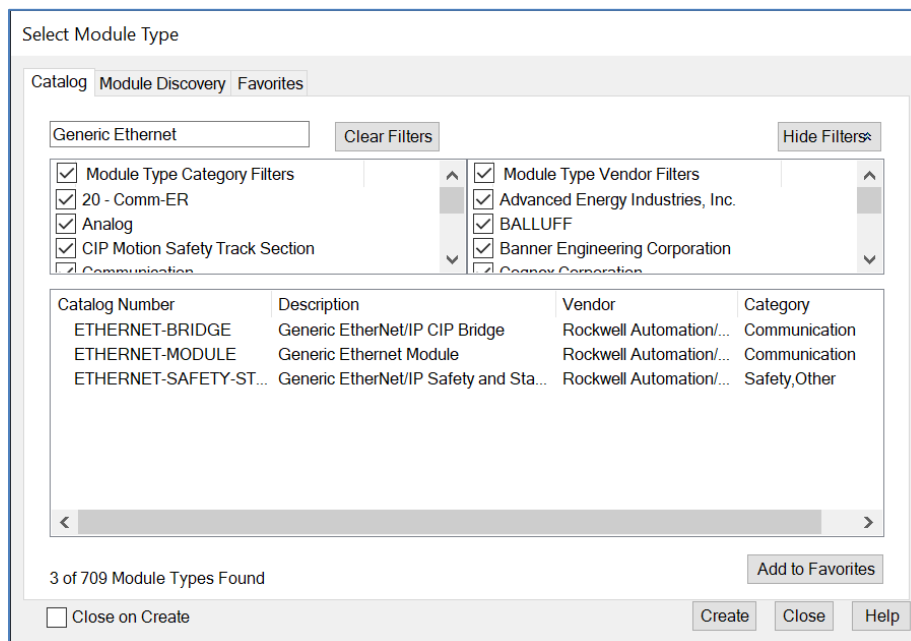 Select Module Type
Catalog Module Discovery Favorites
Generic Ethernet Clear Filters Hide Filters
Module Type Category Filters Module Type Vendor Filters
20 - Comm-ER Advanced Energy Industries, Inc.
Analog BALLUFF
CIP Motion Safety Track Section Banner Engineering Corporation
Communication Cognex Corporation
Catalog Number Description Vendor Category
ETHERNET-BRIDGE Generic EtherNet/IP CIP Bridge Rockwell Automation/... Communication
ETHERNET-MODULE Generic Ethernet Module Rockwell Automation/... Communication
ETHERNET-SAFETY-ST... Generic EtherNet/IP Safety and Sta... Rockwell Automation/... Safety,Other
3 of 709 Module Types Found Add to Favorites
Close on Create Create Close Help